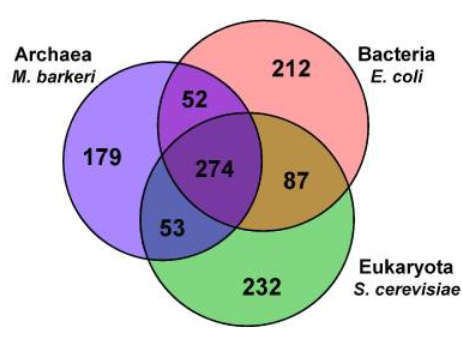 Archaea
M. barkeri
Bacteria
E. coli
212
52
179
274
87
53
232
Eukaryota
S. cerevisiae